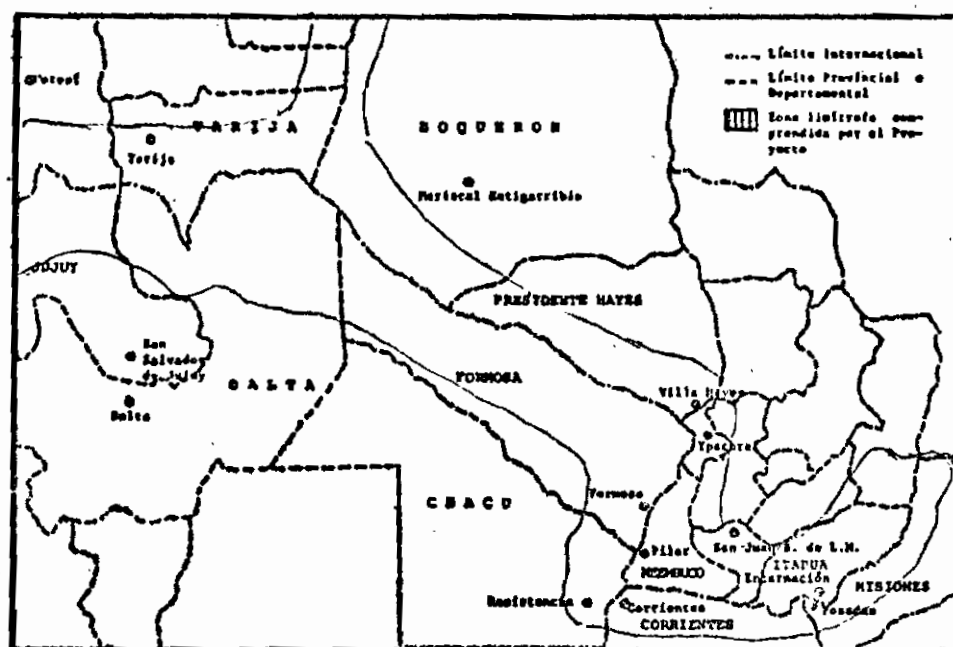 Límite Internacional
Límite Provincial o
Departamental
Zona limítrofe com-
prendida por el Pro-
yecto
Potosí
TARIJA
Tarija
BOQUERON
Mariscal Estigarribia
JUJUY
PRESIDENTE HAYES
San
Salvador
de Jujuy
SALTA
Salta
FORMOSA
Villa Hayes
Ypacaraí
Formosa
CHACO
Pilar
San Juan B. de L.M.
ÑEEMBUCO
ITAPUA
Encarnación
MISIONES
Resistencia
Corrientes
Posadas
CORRIENTES